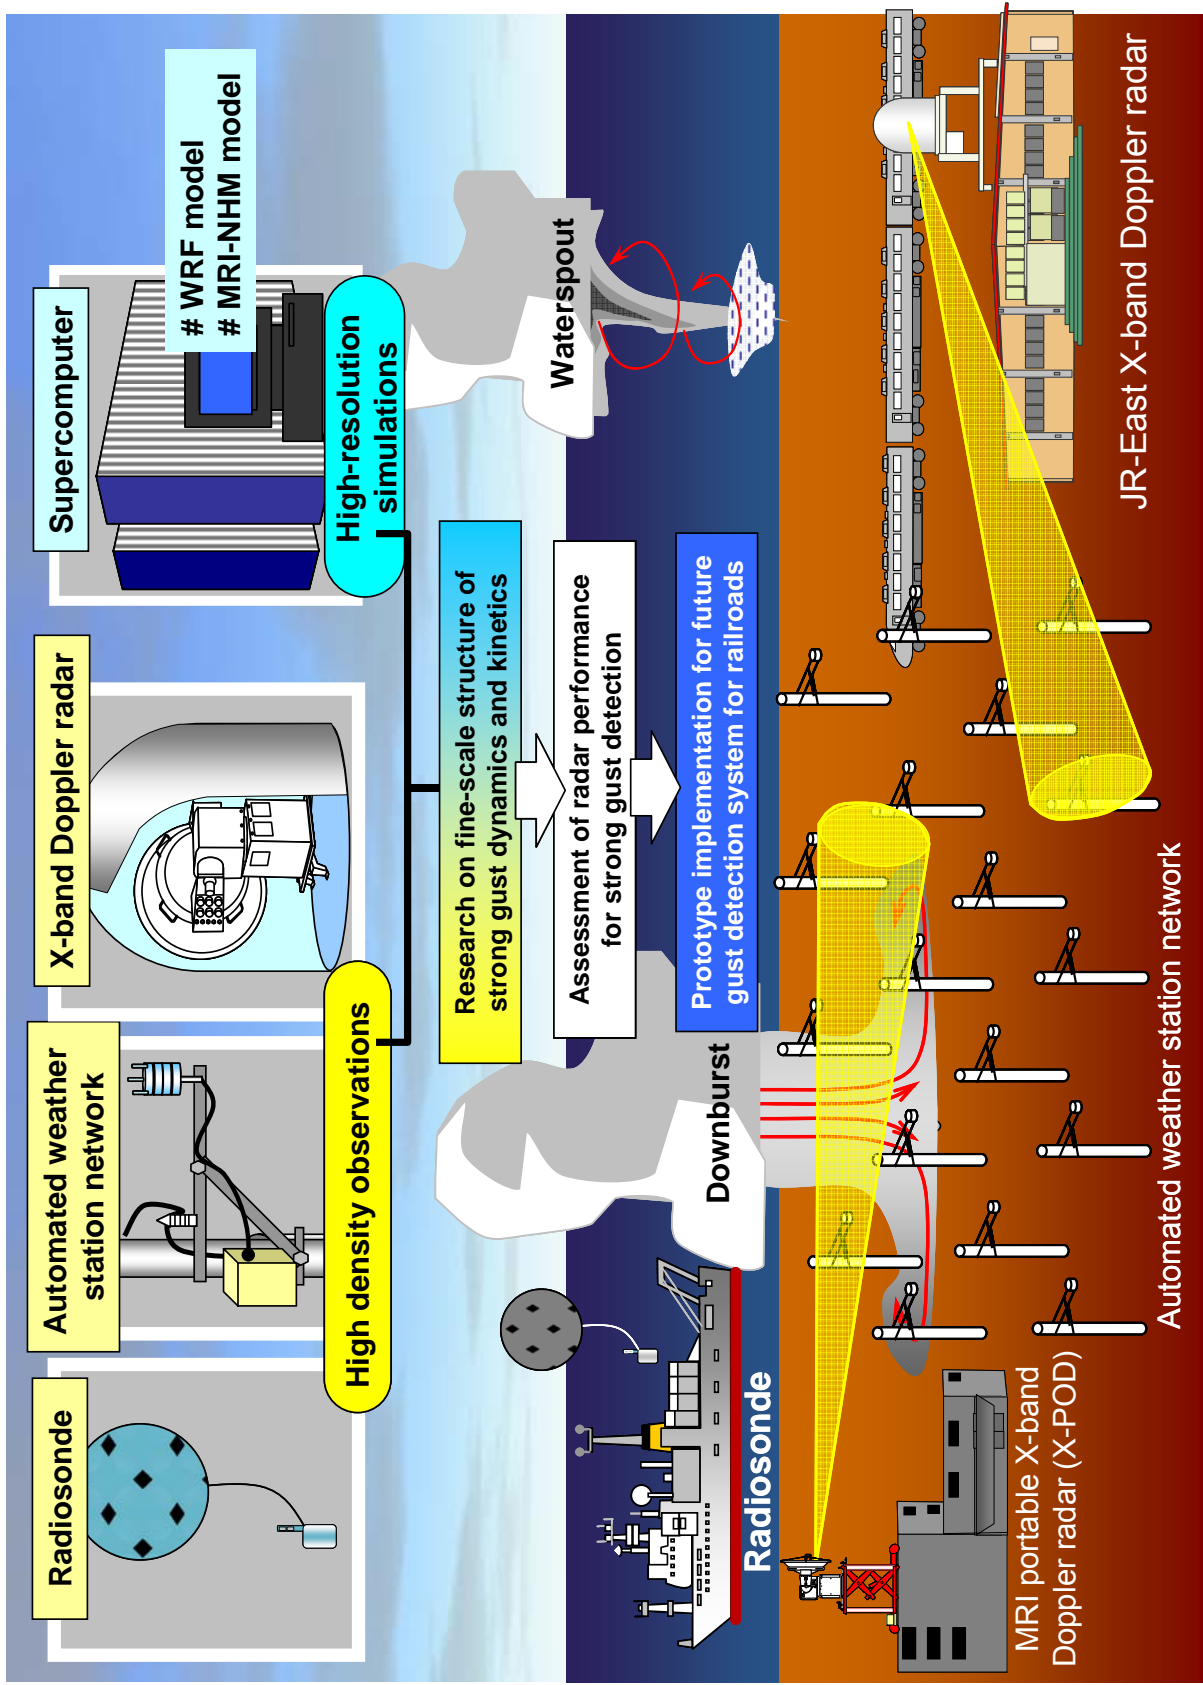 Radiosonde
Automated weather
station network
X-band Doppler radar
Supercomputer
# WRF model
# MRI-NHM model
High density observations
High-resolution
simulations
Research on fine-scale structure of
strong gust dynamics and kinetics
Assessment of radar performance
for strong gust detection
Prototype implementation for future
gust detection system for railroads
Waterspout
Downburst
Radiosonde
MRI portable X-band
Doppler radar (X-POD)
Automated weather station network
JR-East X-band Doppler radar